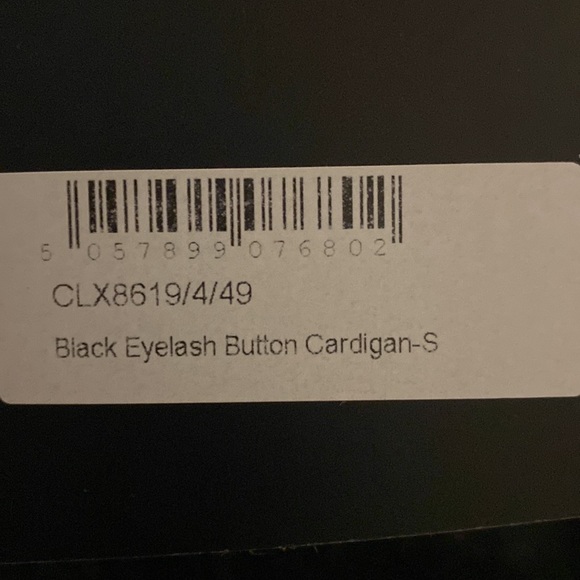 5 057899 076802
CLX8619/4/49
Black Eyelash Button Cardigan-S